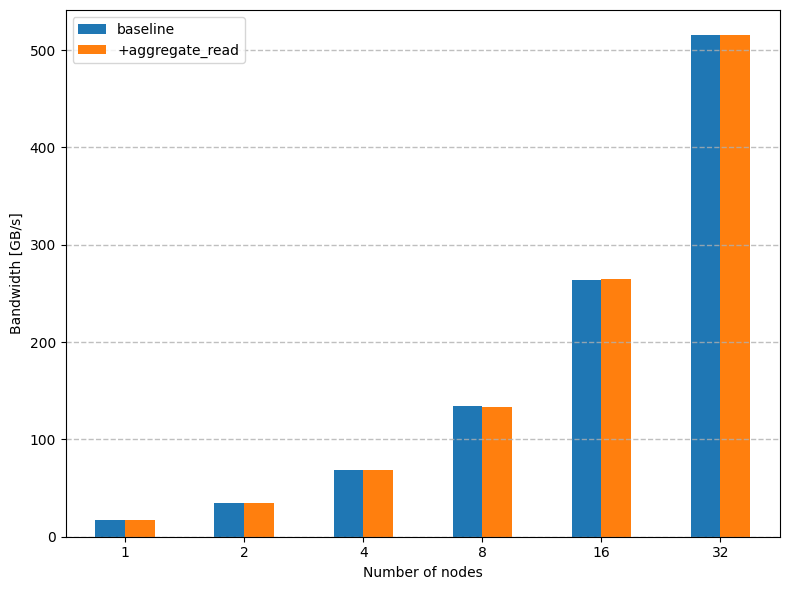 baseline
+aggregate_read
Bandwidth [GB/s]
500
400
300
200
100
0
1 2 4 8 16 32
Number of nodes